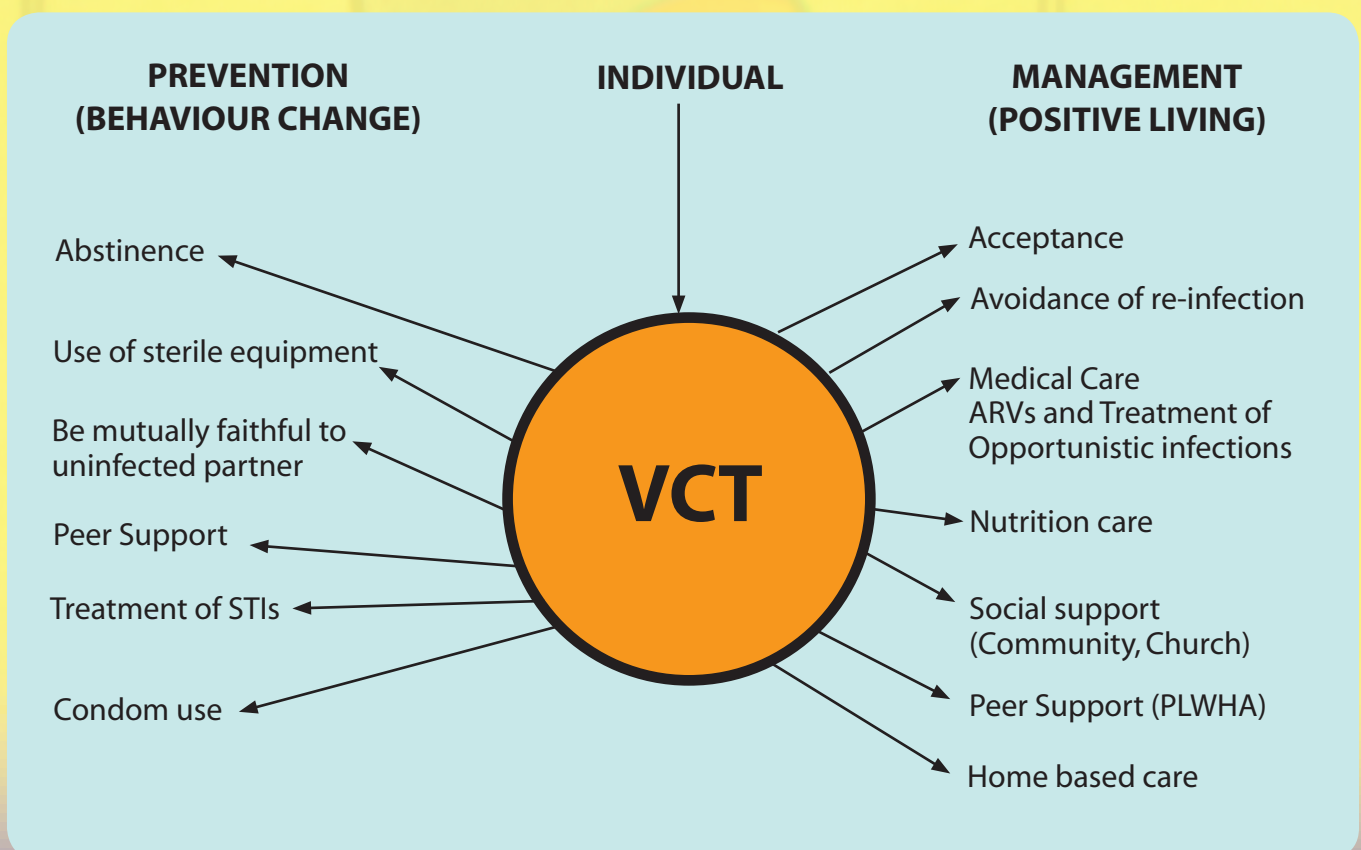 PREVENTION
(BEHAVIOUR CHANGE)
Abstinence
Use of sterile equipment
Be mutually faithful to
uninfected partner
Peer Support
Treatment of STIs
Condom use
INDIVIDUAL
VCT
MANAGEMENT
(POSITIVE LIVING)
Acceptance
Avoidance of re-infection
Medical Care
ARVs and Treatment of
Opportunistic infections
Nutrition care
Social support
(Community, Church)
Peer Support (PLWHA)
Home based care